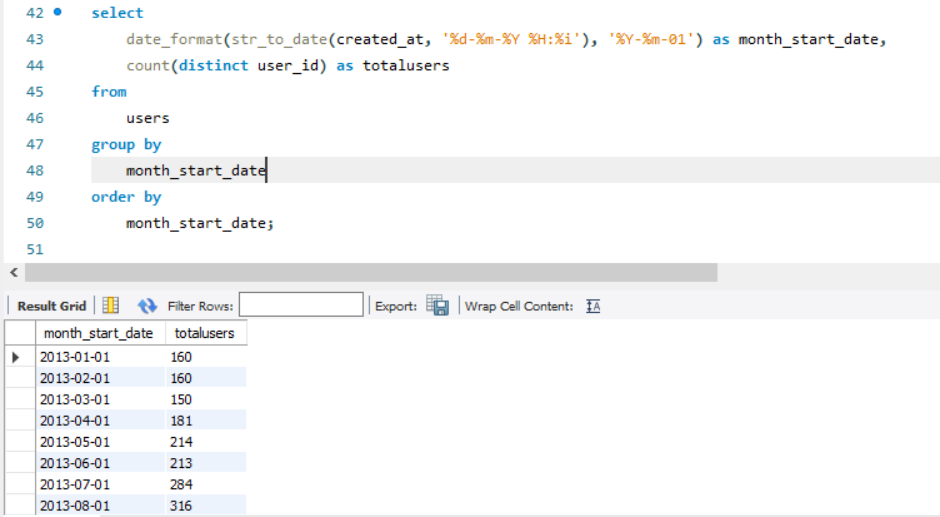 42 select
43 date_format(str_to_date(created_at, '%d-%m-%Y %H:%i'), '%Y-%m-01') as month_start_date,
44 count(distinct user_id) as totalusers
45 from
46 users
47 group by
48 month_start_date
49 order by
50 month_start_date;
51
Result Grid Filter Rows: Export: Wrap Cell Content: IA
month_start_date totalusers
2013-01-01 160
2013-02-01 160
2013-03-01 150
2013-04-01 181
2013-05-01 214
2013-06-01 213
2013-07-01 284
2013-08-01 316